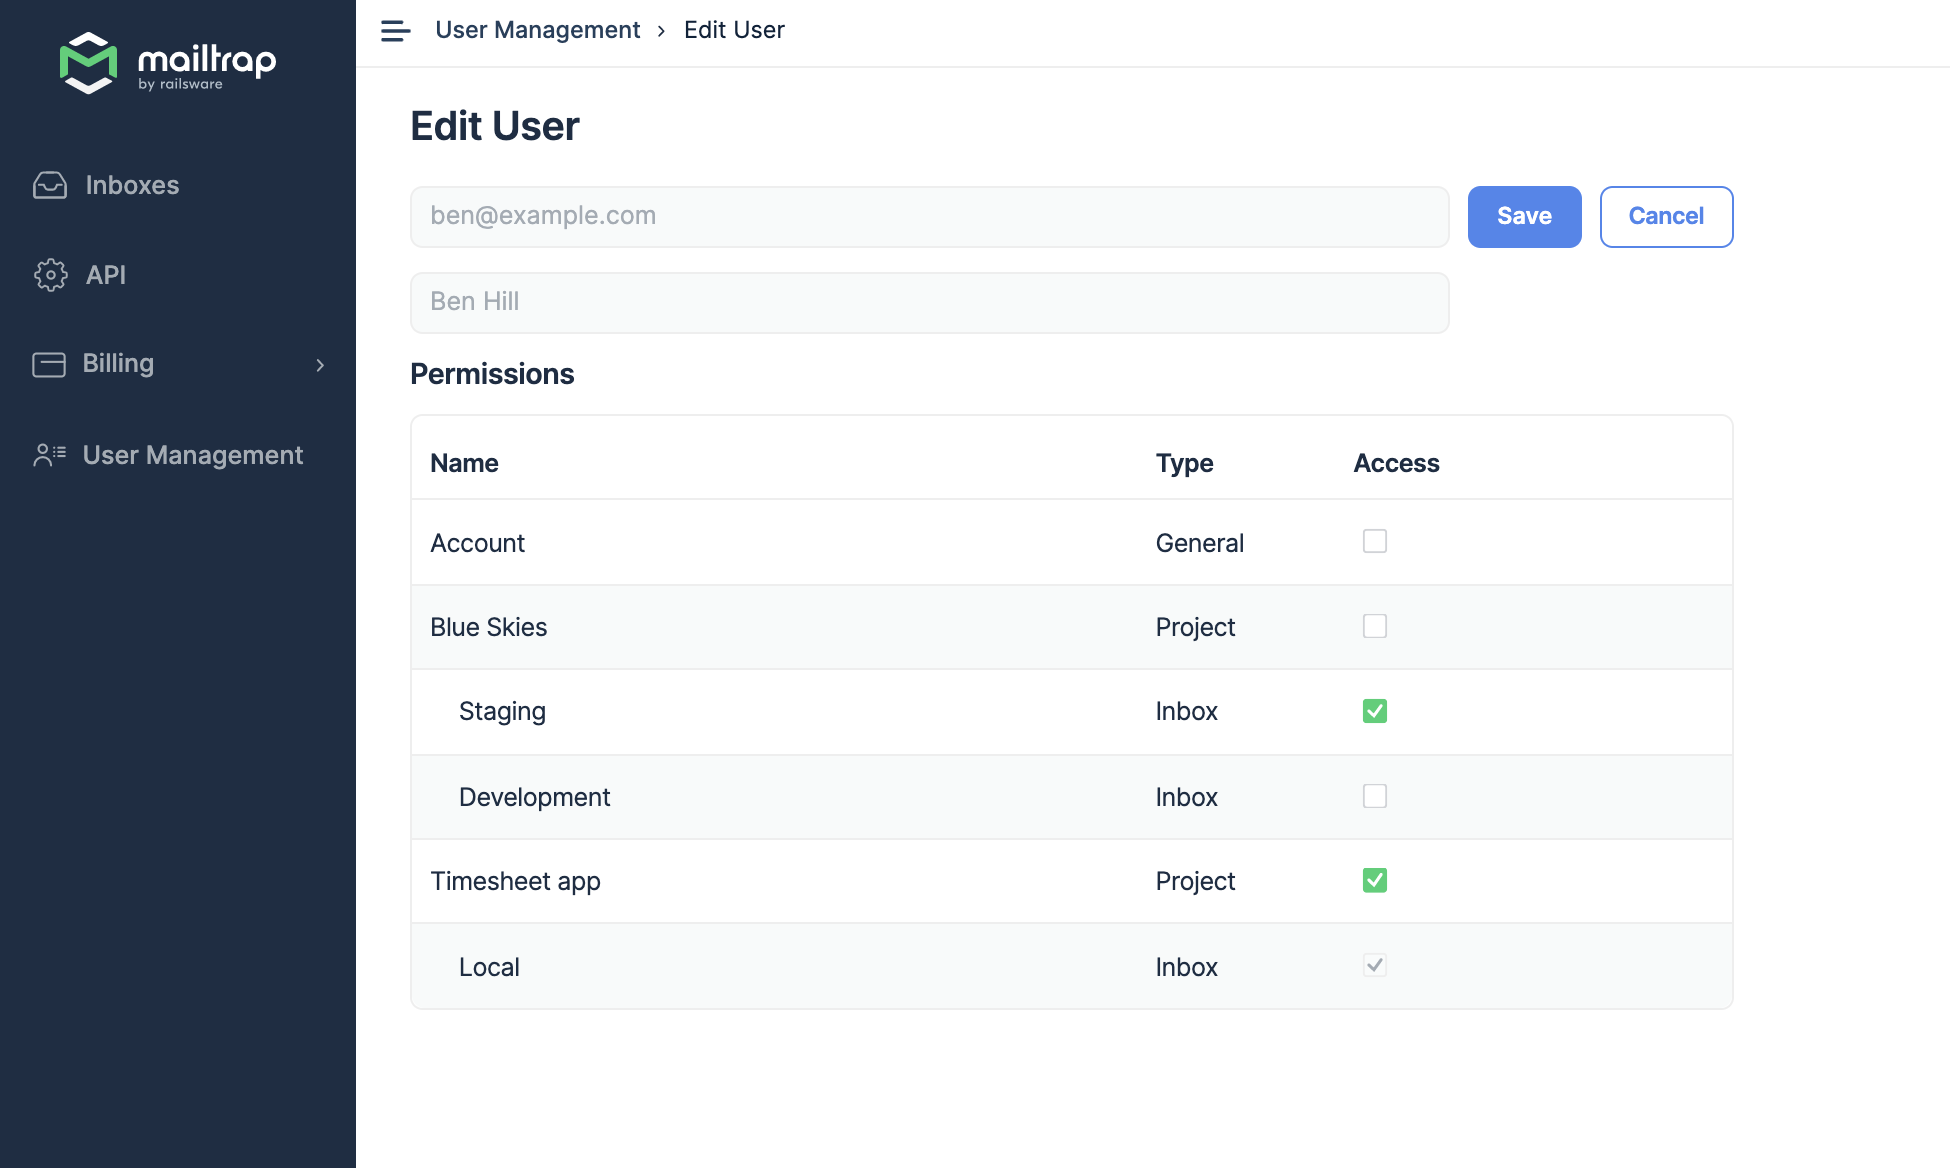 mailtrap
by railsware
Inboxes
API
Billing
User Management
User Management › Edit User
Edit User
ben@example.com
Save
Cancel
Ben Hill
Permissions
Name Type Access
Account General
Blue Skies Project
Staging Inbox
Development Inbox
Timesheet app Project
Local Inbox